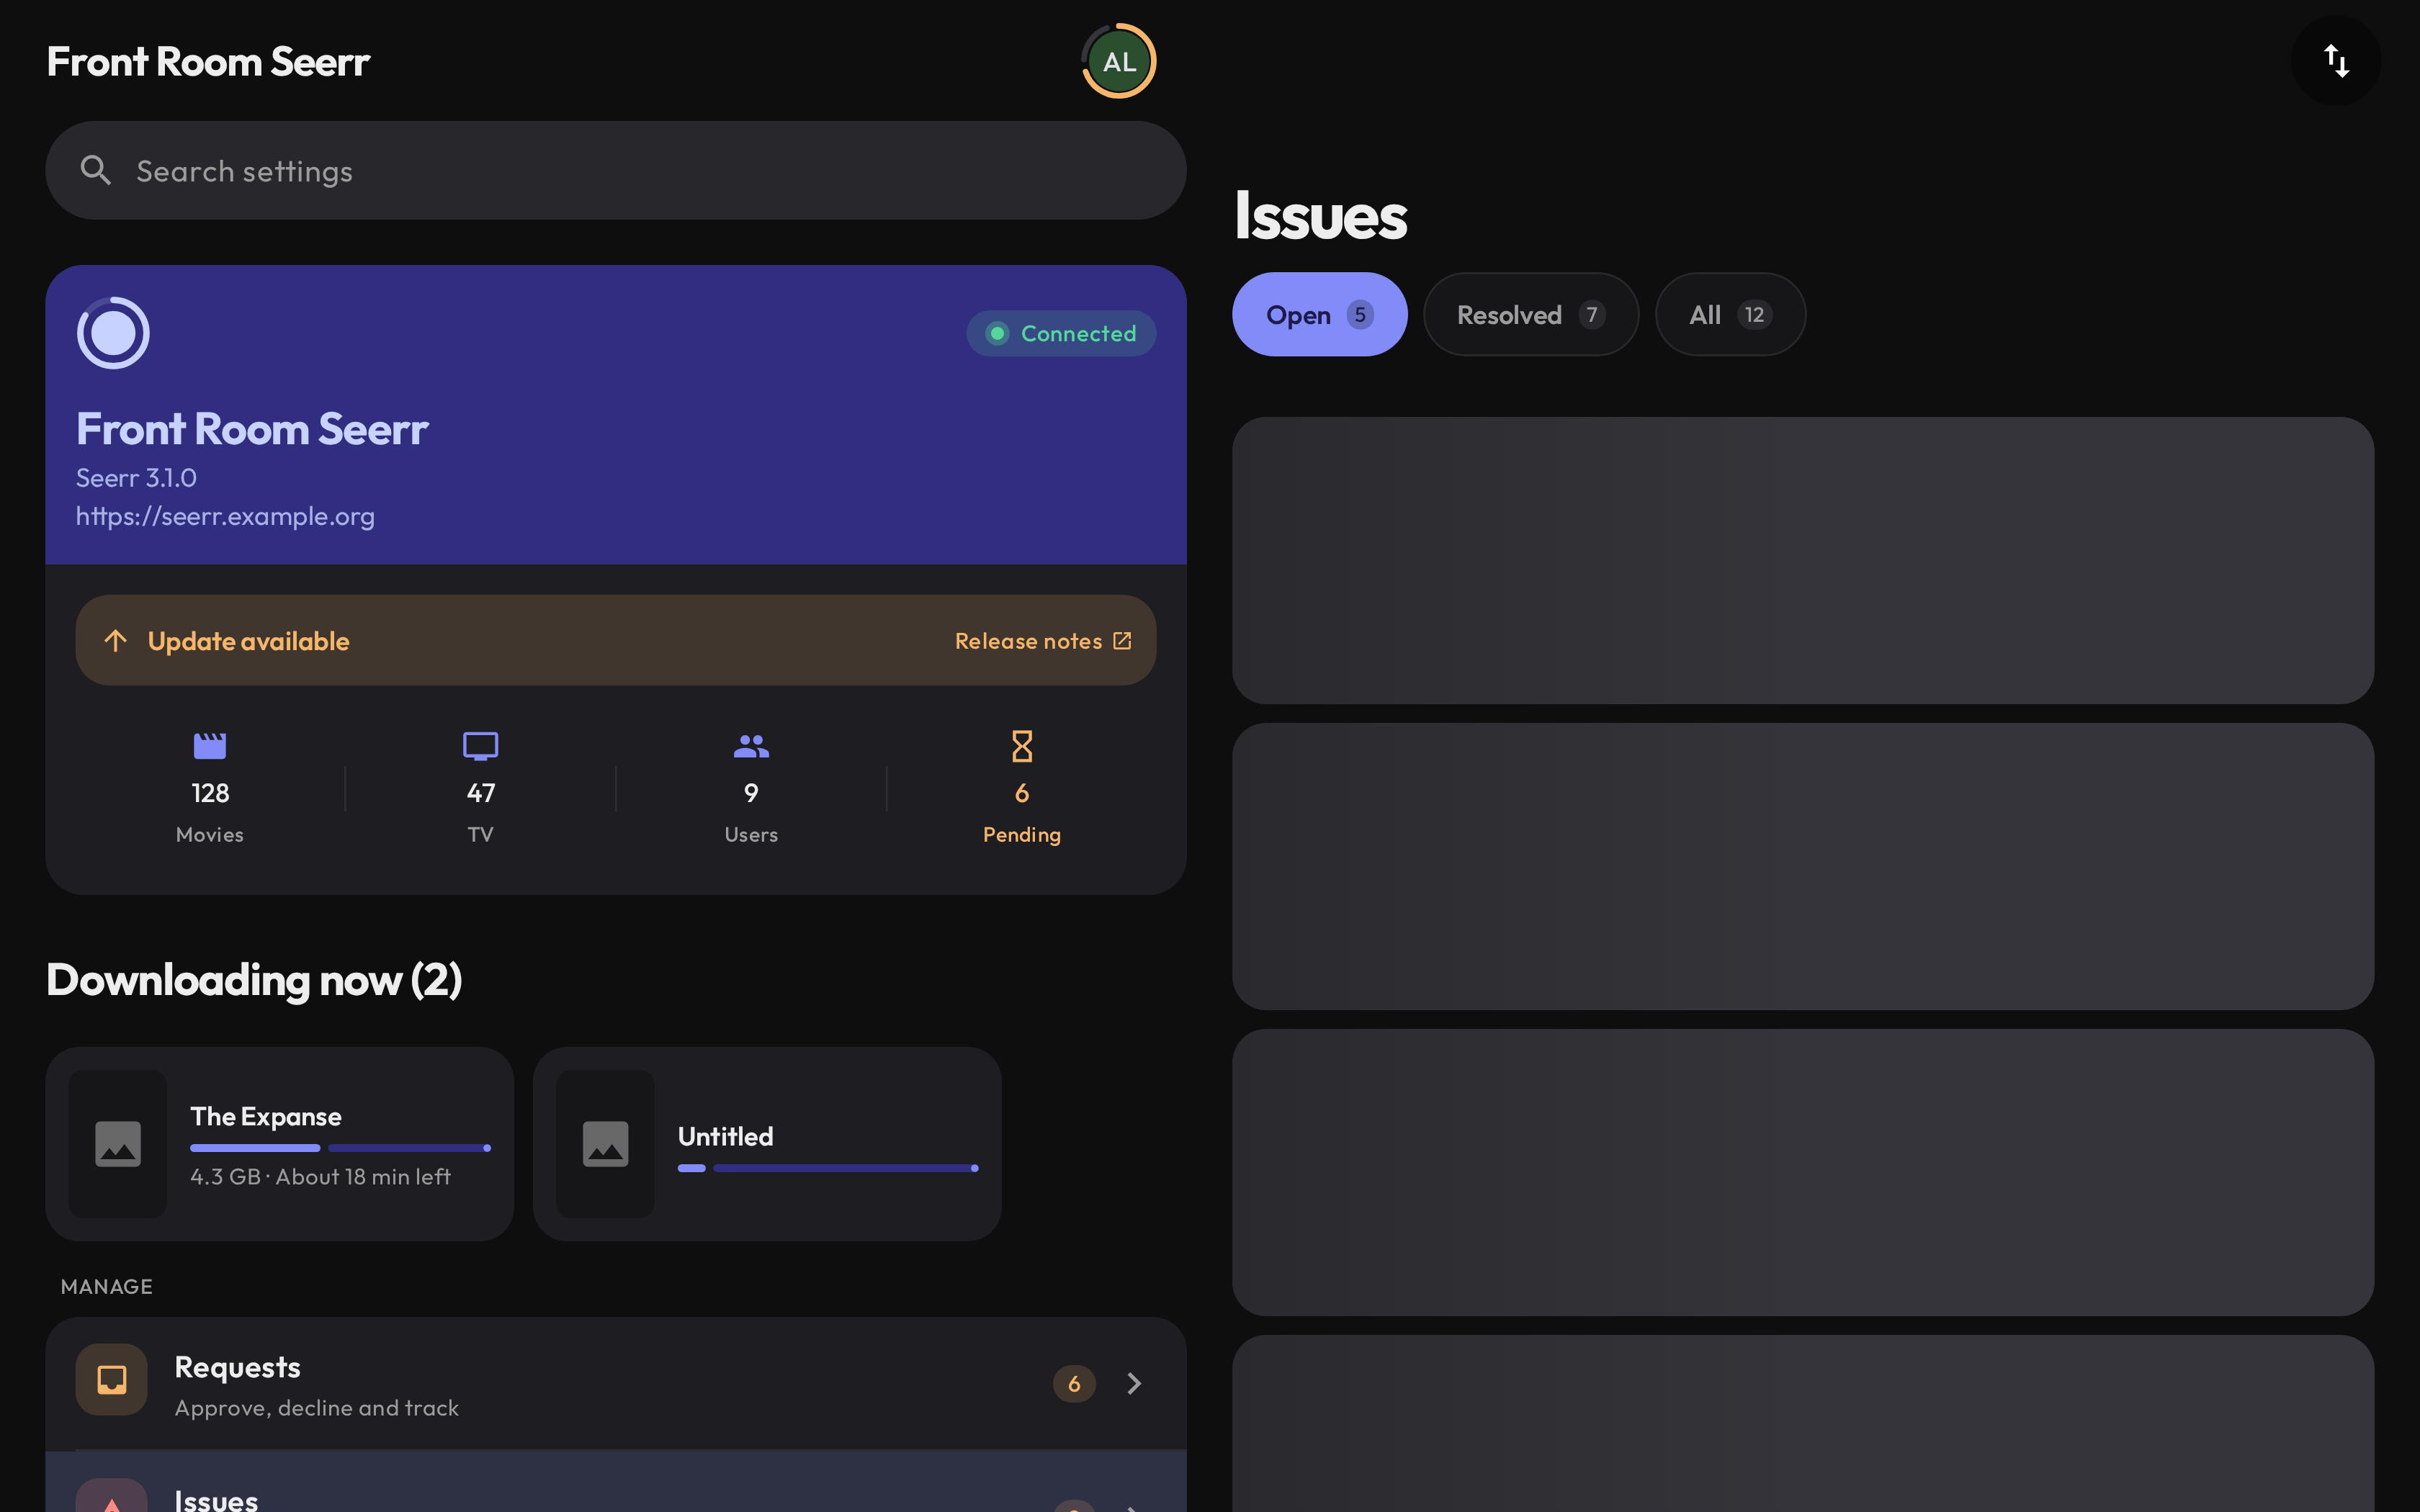 Front Room Seerr
AL
Search settings
Connected
Front Room Seerr
Seerr 3.1.0
https://seerr.example.org
Update available
Release notes
128
Movies
47
TV
9
Users
6
Pending
Downloading now (2)
The Expanse
4.3 GB · About 18 min left
Untitled
MANAGE
Requests
Approve, decline and track
6
Issues
Issues
Open 5
Resolved 7
All 12